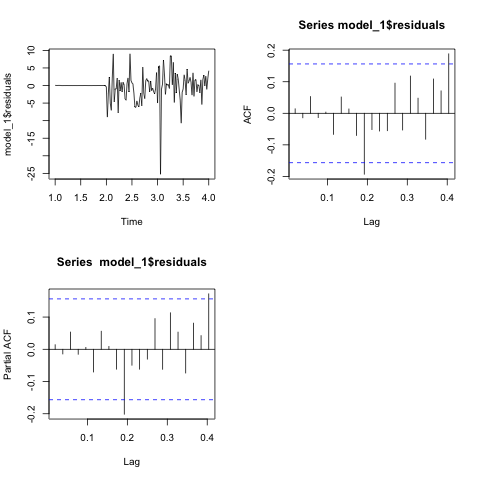 Series model_1$residuals
model_1$residuals
10
5
0
-5
-15
-25
1.0 1.5 2.0 2.5 3.0 3.5 4.0
Time
ACF
0.2
0.1
0.0
-0.1
-0.2
0.1 0.2 0.3 0.4
Lag
Series model_1$residuals
Partial ACF
0.1
0.0
-0.1
-0.2
0.1 0.2 0.3 0.4
Lag